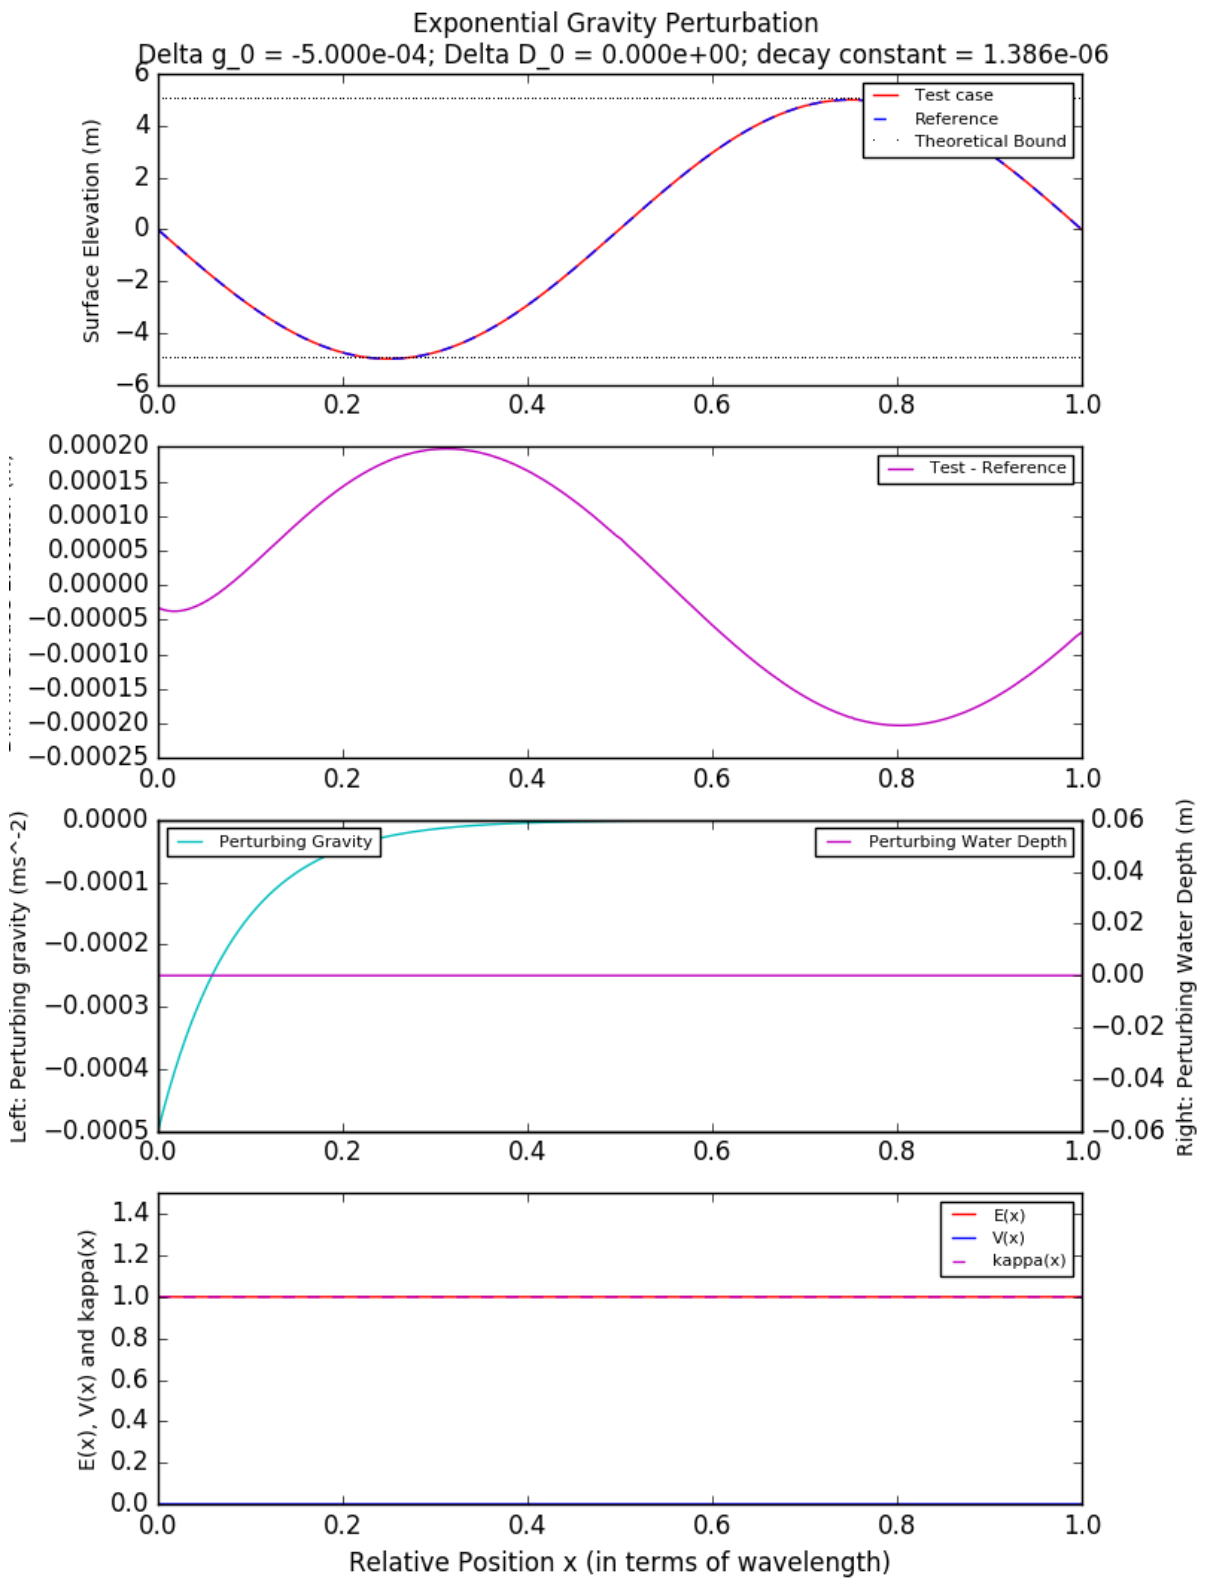 Exponential Gravity Perturbation
Delta g_0 = -5.000e-04; Delta D_0 = 0.000e+00; decay constant = 1.386e-06
Surface Elevation (m)
6
4
2
0
−2
−4
−6
Test case
Reference
Theoretical Bound
0.0 0.2 0.4 0.6 0.8 1.0
0.00020
0.00015
0.00010
0.00005
0.00000
−0.00005
−0.00010
−0.00015
−0.00020
−0.00025
Test - Reference
0.0 0.2 0.4 0.6 0.8 1.0
Left: Perturbing gravity (ms^-2)
0.0000
−0.0001
−0.0002
−0.0003
−0.0004
−0.0005
Perturbing Gravity
Perturbing Water Depth
0.06
0.04
0.02
0.00
−0.02
−0.04
−0.06
Right: Perturbing Water Depth (m)
0.0 0.2 0.4 0.6 0.8 1.0
E(x), V(x) and kappa(x)
1.4
1.2
1.0
0.8
0.6
0.4
0.2
0.0
E(x)
V(x)
kappa(x)
0.0 0.2 0.4 0.6 0.8 1.0
Relative Position x (in terms of wavelength)